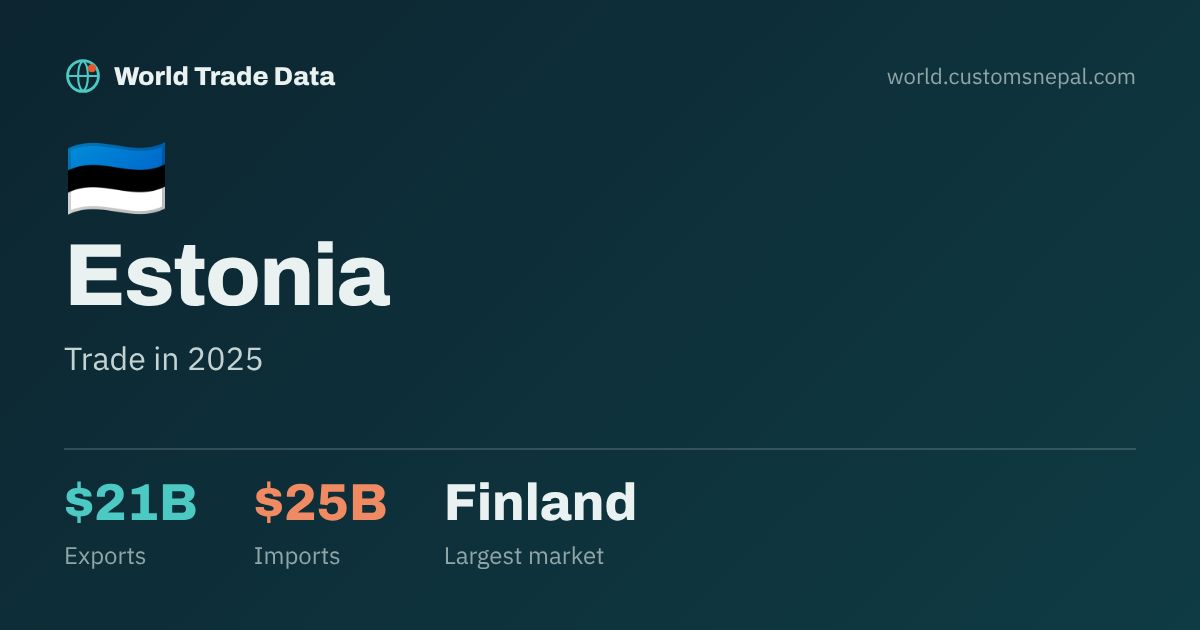 World Trade Data
world.customsnepal.com
Estonia
Trade in 2025
$21B
Exports
$25B
Imports
Finland
Largest market